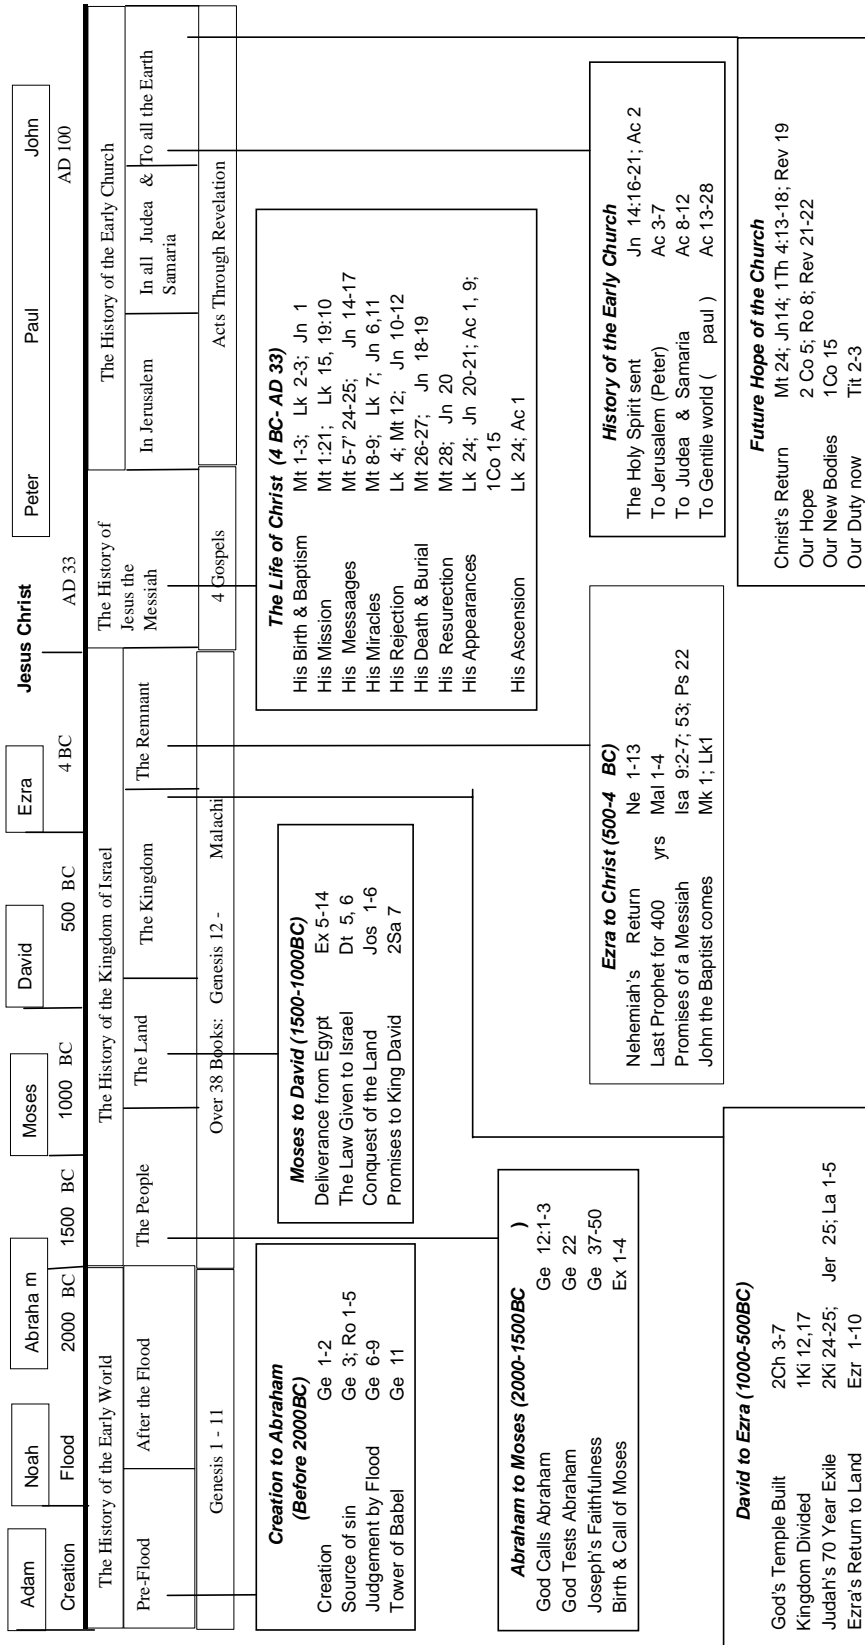 Adam
Noah
Abraha m
Moses
David
Ezra
Jesus Christ
Peter
Paul
John
Creation
Flood
2000 BC
1500 BC
1000 BC
500 BC
4 BC
AD 33
AD 100
The History of the Early World
The History of the Kingdom of Israel
The History of
Jesus the
Messiah
The History of the Early Church
Pre-Flood
After the Flood
The People
The Land
The Kingdom
The Remnant
In Jerusalem
In all Judea &
Samaria
To all the Earth
Genesis 1 - 11
Over 38 Books: Genesis 12 - Malachi
4 Gospels
Acts Through Revelation
Creation to Abraham
(Before 2000BC)
Creation Ge 1-2
Source of sin Ge 3; Ro 1-5
Judgement by Flood Ge 6-9
Tower of Babel Ge 11
Moses to David (1500-1000BC)
Deliverance from Egypt Ex 5-14
The Law Given to Israel Dt 5, 6
Conquest of the Land Jos 1-6
Promises to King David 2Sa 7
The Life of Christ (4 BC- AD 33)
His Birth & Baptism Mt 1-3; Lk 2-3; Jn 1
His Mission Mt 1:21; Lk 15, 19:10
His Messaages Mt 5-7' 24-25; Jn 14-17
His Miracles Mt 8-9; Lk 7; Jn 6,11
His Rejection Lk 4; Mt 12; Jn 10-12
His Death & Burial Mt 26-27; Jn 18-19
His Resurection Mt 28; Jn 20
His Appearances Lk 24; Jn 20-21; Ac 1, 9;
1Co 15
His Ascension Lk 24; Ac 1
Abraham to Moses (2000-1500BC )
God Calls Abraham Ge 12:1-3
God Tests Abraham Ge 22
Joseph's Faithfulness Ge 37-50
Birth & Call of Moses Ex 1-4
Ezra to Christ (500-4 BC)
Nehemiah's Return Ne 1-13
Last Prophet for 400 yrs Mal 1-4
Promises of a Messiah Isa 9:2-7; 53; Ps 22
John the Baptist comes Mk 1; Lk1
History of the Early Church
The Holy Spirit sent Jn 14:16-21; Ac 2
To Jerusalem (Peter) Ac 3-7
To Judea & Samaria Ac 8-12
To Gentile world ( paul ) Ac 13-28
David to Ezra (1000-500BC)
God's Temple Built 2Ch 3-7
Kingdom Divided 1Ki 12,17
Judah's 70 Year Exile 2Ki 24-25; Jer 25; La 1-5
Ezra's Return to Land Ezr 1-10
Future Hope of the Church
Christ's Return Mt 24; Jn14; 1Th 4:13-18; Rev 19
Our Hope 2 Co 5; Ro 8; Rev 21-22
Our New Bodies 1Co 15
Our Duty now Tit 2-3